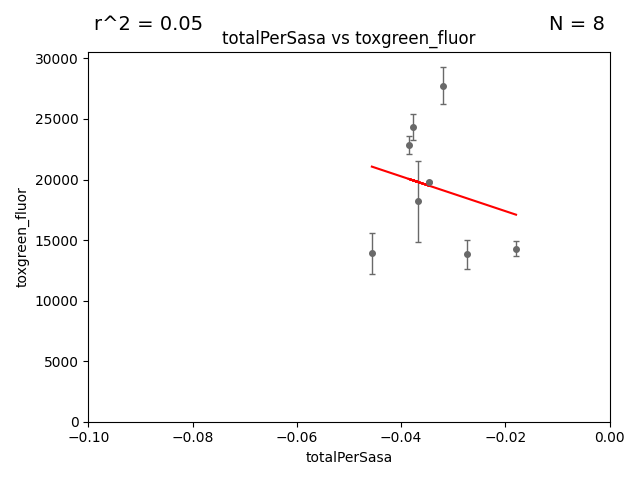 r^2 = 0.05
N = 8
totalPerSasa vs toxgreen_fluor
30000
25000
20000
15000
10000
5000
0
toxgreen_fluor
−0.10
−0.08
−0.06
−0.04
−0.02
0.00
totalPerSasa